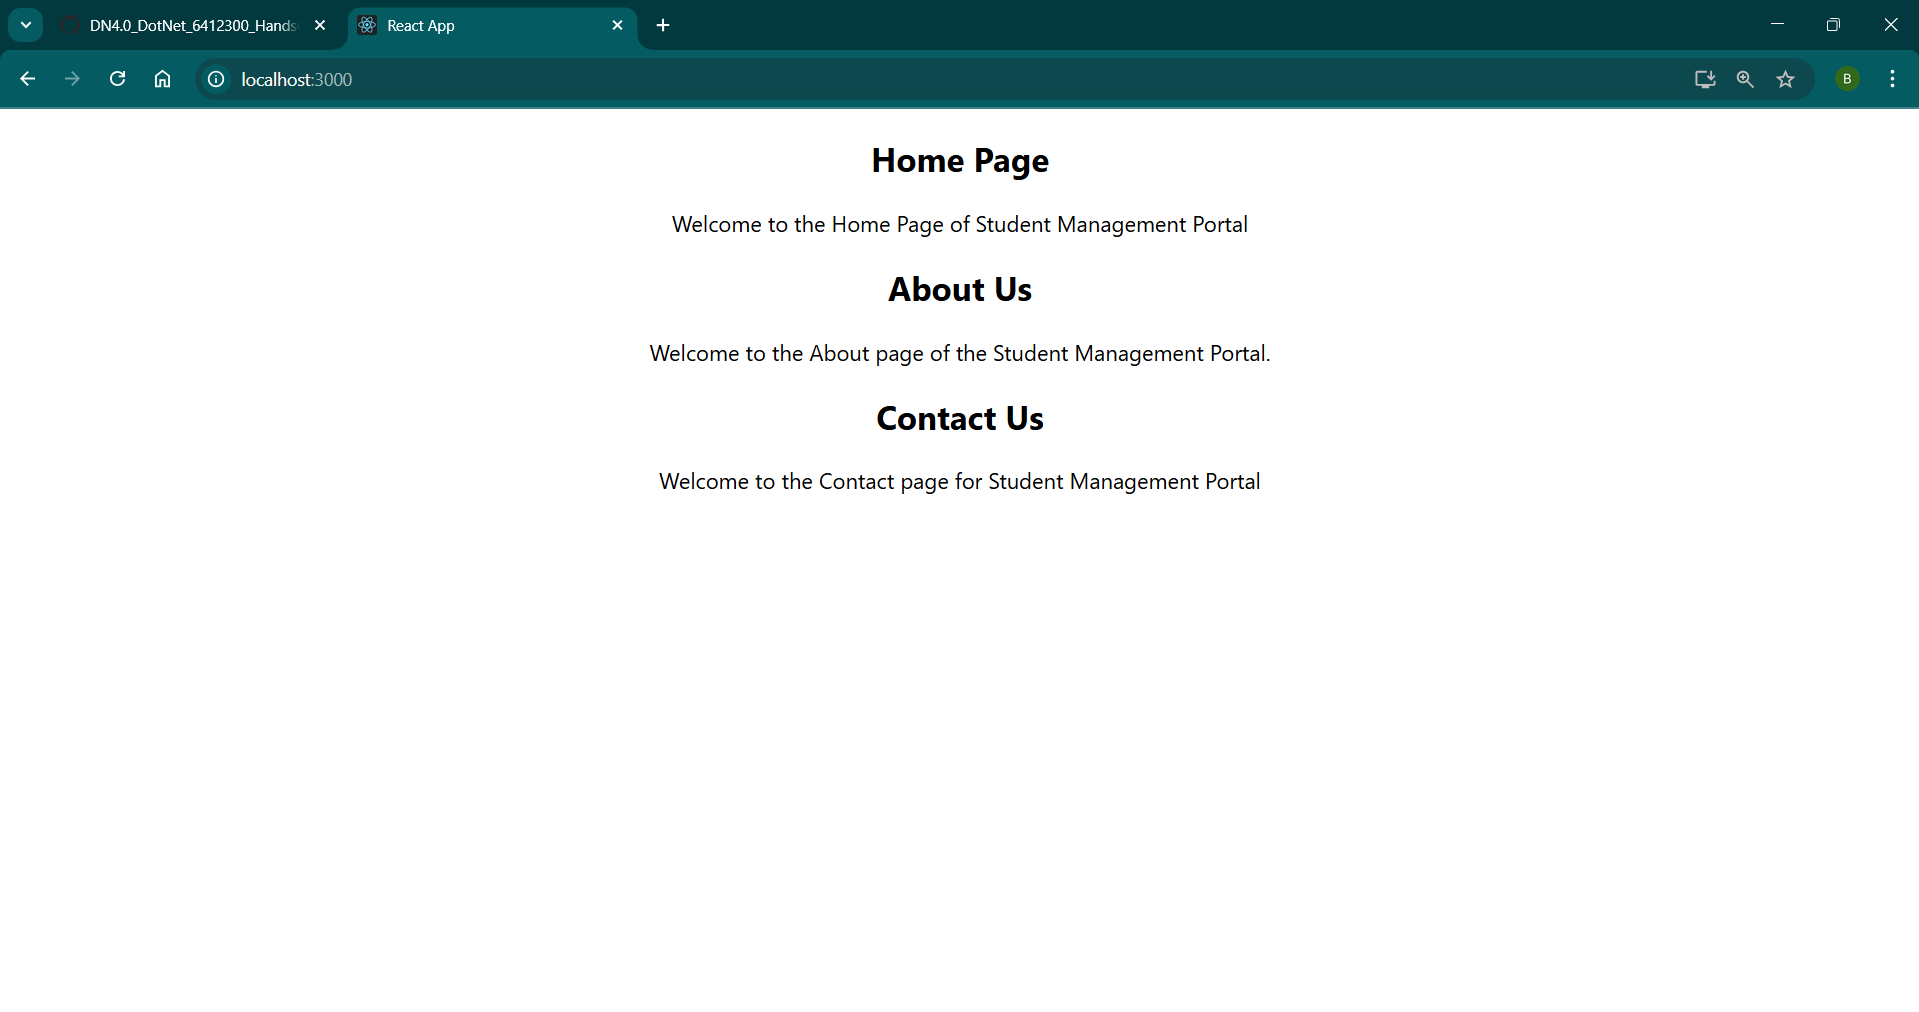 DN4.0_DotNet_6412300_Hands
React App
localhost:3000
B
Home Page
Welcome to the Home Page of Student Management Portal
About Us
Welcome to the About page of the Student Management Portal.
Contact Us
Welcome to the Contact page for Student Management Portal